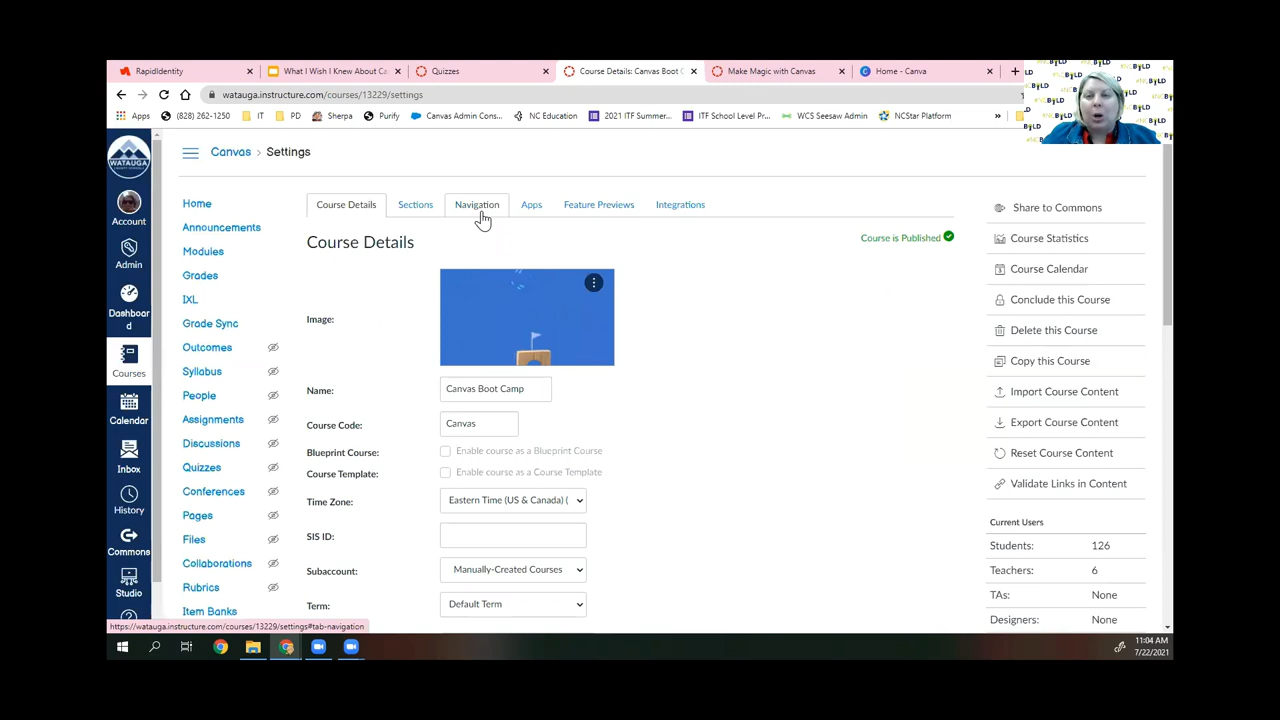 RapidIdentity
What I Wish I Knew About Ca
Quizzes
Course Details: Canvas Boot C
Make Magic with Canvas
Home - Canva
watauga.instructure.com/courses/13229/settings
Apps
(828) 262-1250
IT
PD
Sherpa
Purify
Canvas Admin Cons...
NC Education
2021 ITF Summer...
ITF School Level Pr...
WCS Seesaw Admin
NCStar Platform
»
WATAUGA
Account
Admin
Dashboar
d
Courses
Calendar
Inbox
History
Commons
Studio
Canvas > Settings
Home
Announcements
Modules
Grades
IXL
Grade Sync
Outcomes
Syllabus
People
Assignments
Discussions
Quizzes
Conferences
Pages
Files
Collaborations
Rubrics
Item Banks
Course Details
Sections
Navigation
Apps
Feature Previews
Integrations
Course Details
Course is Published
Image:
Name:
Canvas Boot Camp
Course Code:
Canvas
Blueprint Course:
Enable course as a Blueprint Course
Course Template:
Enable course as a Course Template
Time Zone:
Eastern Time (US & Canada) (
SIS ID:
Subaccount:
Manually-Created Courses
Term:
Default Term
Share to Commons
Course Statistics
Course Calendar
Conclude this Course
Delete this Course
Copy this Course
Import Course Content
Export Course Content
Reset Course Content
Validate Links in Content
Current Users
Students: 126
Teachers: 6
TAs: None
Designers: None
https://watauga.instructure.com/courses/13229/settings#tab-navigation
11:04 AM
7/22/2021